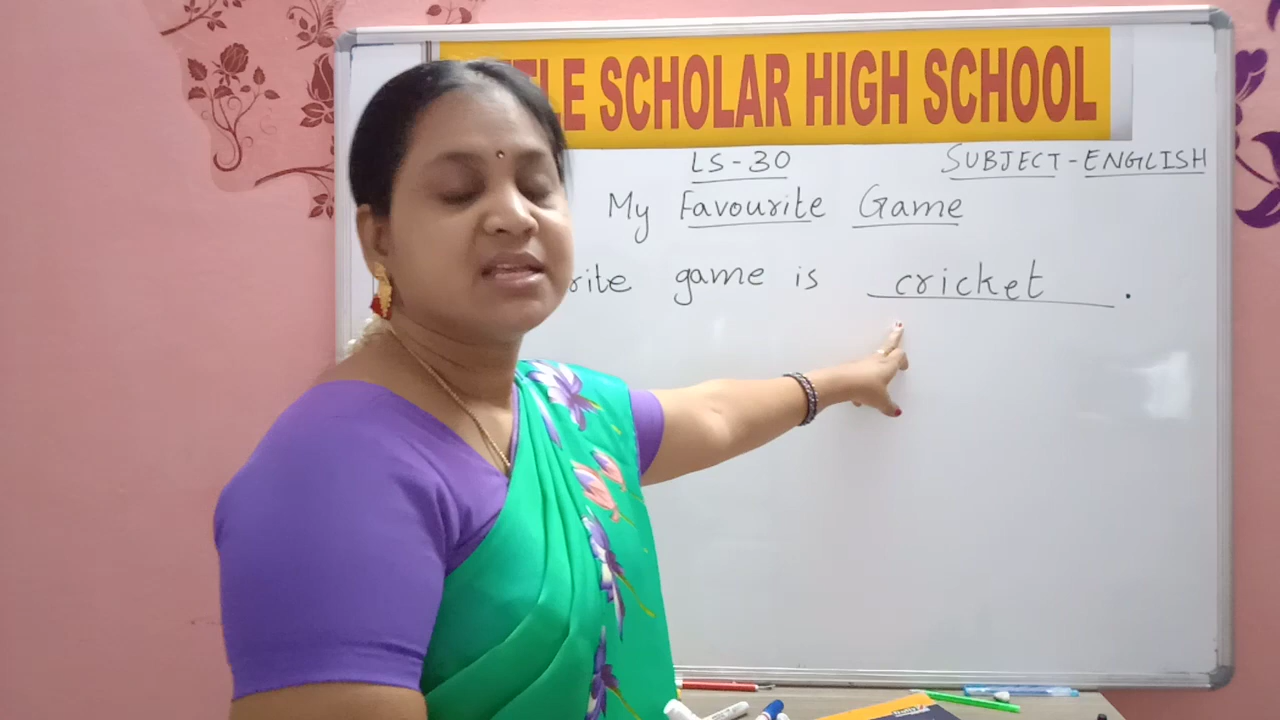 SCHOLAR HIGH SCHOOL
LS-30
SUBJECT-ENGLISH
My Favourite Game
game is cricket.